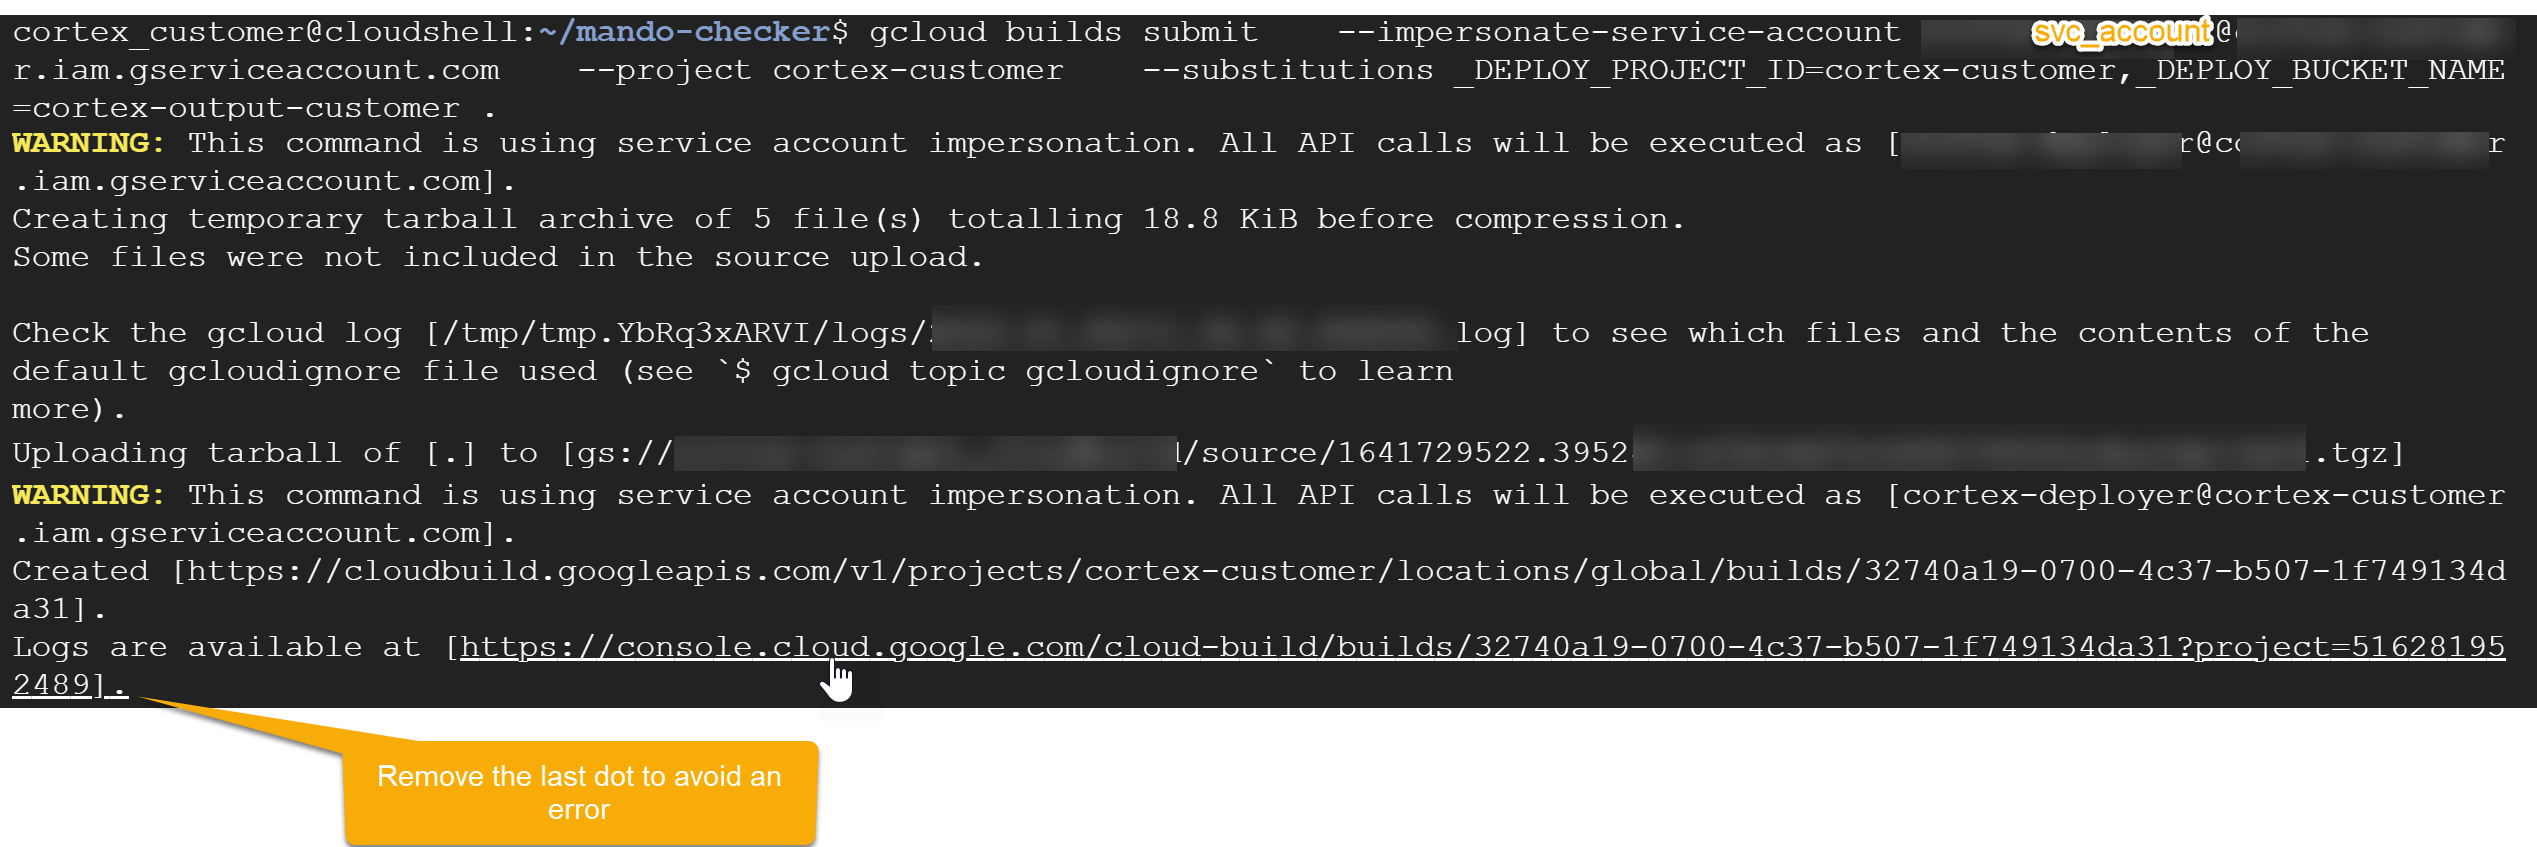 cortex_customer@cloudshell:~/mando-checker$ gcloud builds submit    --impersonate-service-account svc_account@
r.iam.gserviceaccount.com    --project cortex-customer    --substitutions _DEPLOY_PROJECT_ID=cortex-customer,_DEPLOY_BUCKET_NAME
=cortex-output-customer .
WARNING: This command is using service account impersonation. All API calls will be executed as [r@co r
.iam.gserviceaccount.com].
Creating temporary tarball archive of 5 file(s) totalling 18.8 KiB before compression.
Some files were not included in the source upload.
Check the gcloud log [/tmp/tmp.YbRq3xARVI/logs/ log] to see which files and the contents of the
default gcloudignore file used (see `$ gcloud topic gcloudignore` to learn
more).
Uploading tarball of [.] to [gs:// /source/1641729522.3952 .tgz]
WARNING: This command is using service account impersonation. All API calls will be executed as [cortex-deployer@cortex-customer
.iam.gserviceaccount.com].
Created [https://cloudbuild.googleapis.com/v1/projects/cortex-customer/locations/global/builds/32740a19-0700-4c37-b507-1f749134d
a31].
Logs are available at [https://console.cloud.google.com/cloud-build/builds/32740a19-0700-4c37-b507-1f749134da31?project=51628195
2489].
Remove the last dot to avoid an
error